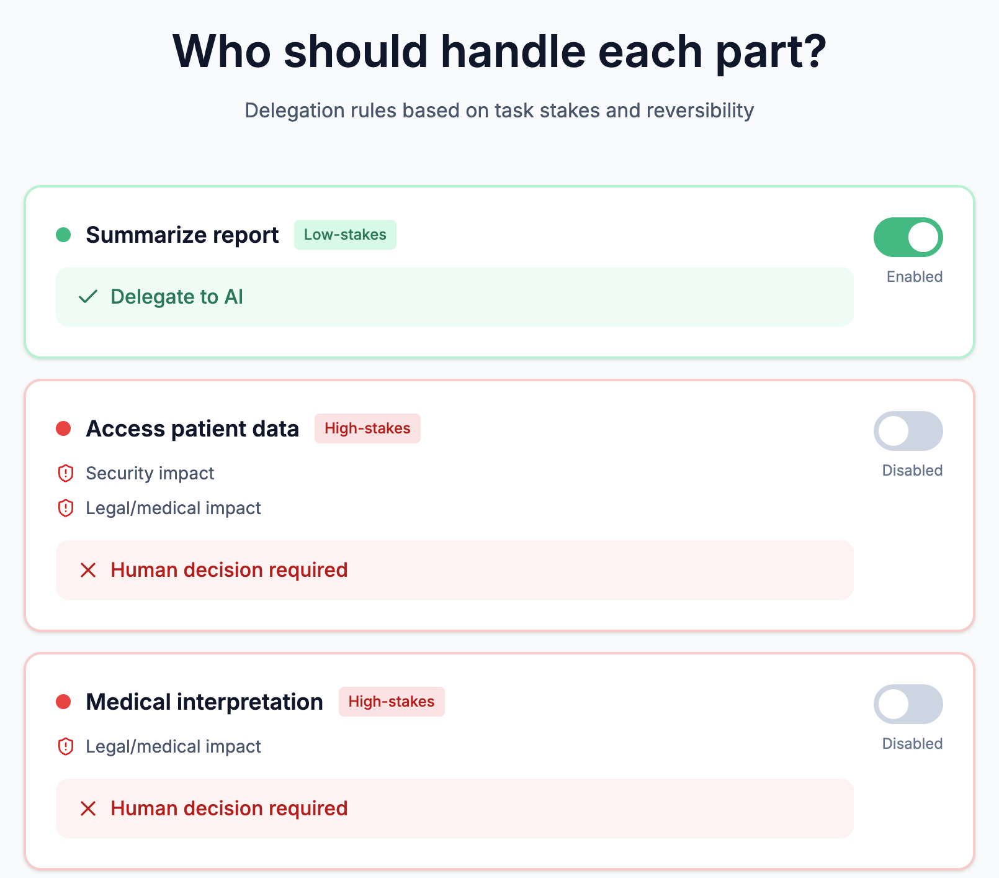 Who should handle each part?
Delegation rules based on task stakes and reversibility
Summarize report
Low-stakes
Enabled
Delegate to AI
Access patient data
High-stakes
Disabled
Security impact
Legal/medical impact
Human decision required
Medical interpretation
High-stakes
Disabled
Legal/medical impact
Human decision required